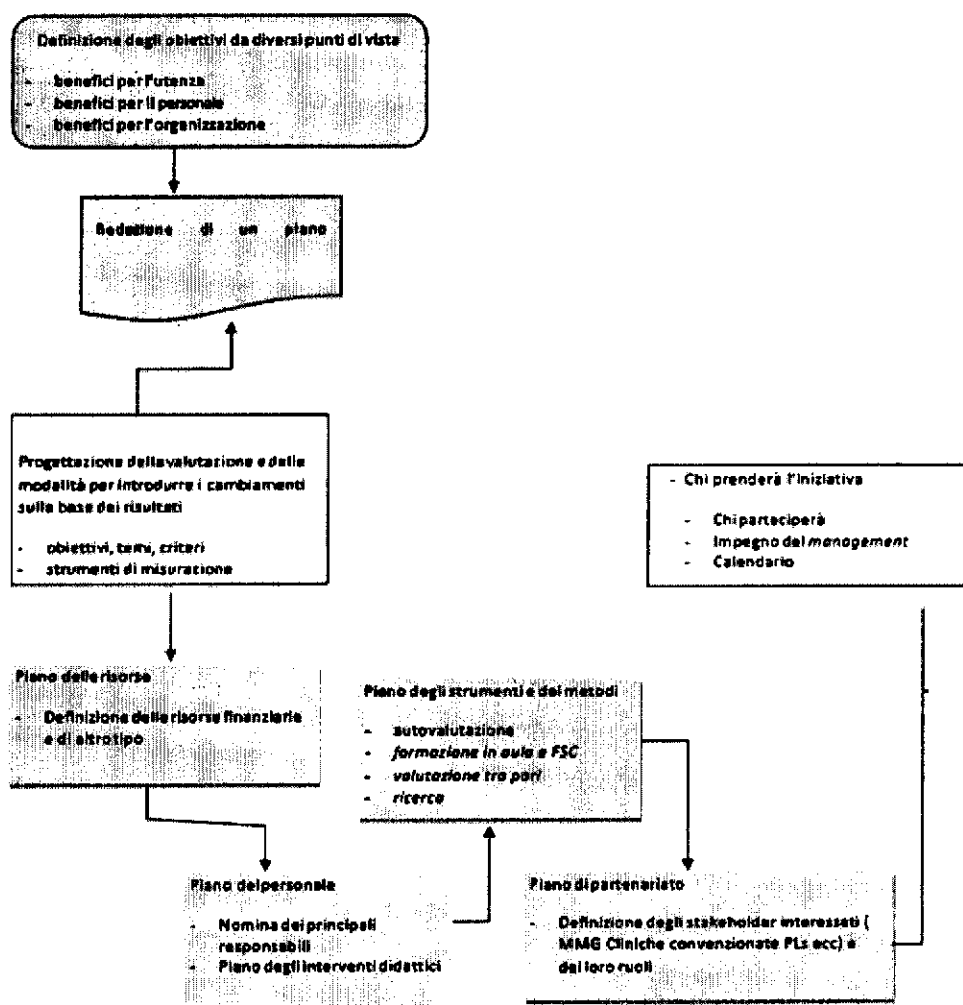 Definizione degli obiettivi da diversi punti di vista
- benefici per l'utenza
- benefici per il personale
- benefici per l'organizzazione
Redazione di un piano
Progettazione della valutazione e delle
modalità per introdurre i cambiamenti
sulla base dei risultati
- obiettivi, temi, criteri
- strumenti di misurazione
- Chi prenderà l'iniziativa
- Chi parteciperà
- Impegno del management
- Calendario
Piano delle risorse
- Definizione delle risorse finanziarie
e di altro tipo
Piano degli strumenti e dei metodi
- autovalutazione
- formazione in aula e FSC
- valutazione tra pari
- ricerca
Piano del personale
- Nomina dei principali
responsabili
- Piano degli interventi didattici
Piano di partenariato
- Definizione degli stakeholder interessati (
MMG Cliniche convenzionate PLs ecc) e
dei loro ruoli